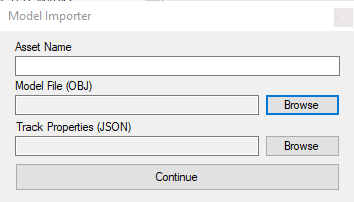 Model Importer
Asset Name
Model File (OBJ)
Browse
Track Properties (JSON)
Browse
Continue